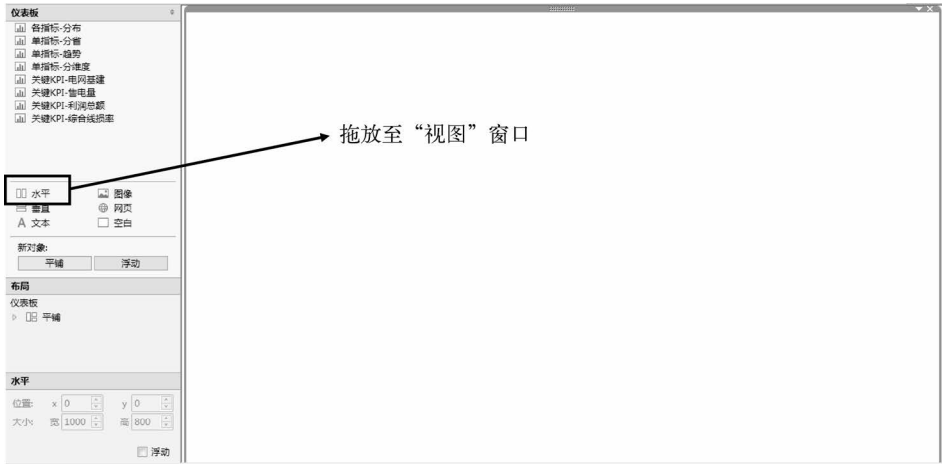 仪表板
各指标-分布
单指标-分省
单指标-趋势
单指标-分维度
关键KPI-电网基建
关键KPI-售电量
关键KPI-利润总额
关键KPI-综合线损率
拖放至“视图”窗口
水平 图像
垂直 网页
A 文本 空白
新对象:
平铺 浮动
布局
仪表板
平铺
水平
位置: x 0 y 0
大小: 宽 1000 高 800
浮动